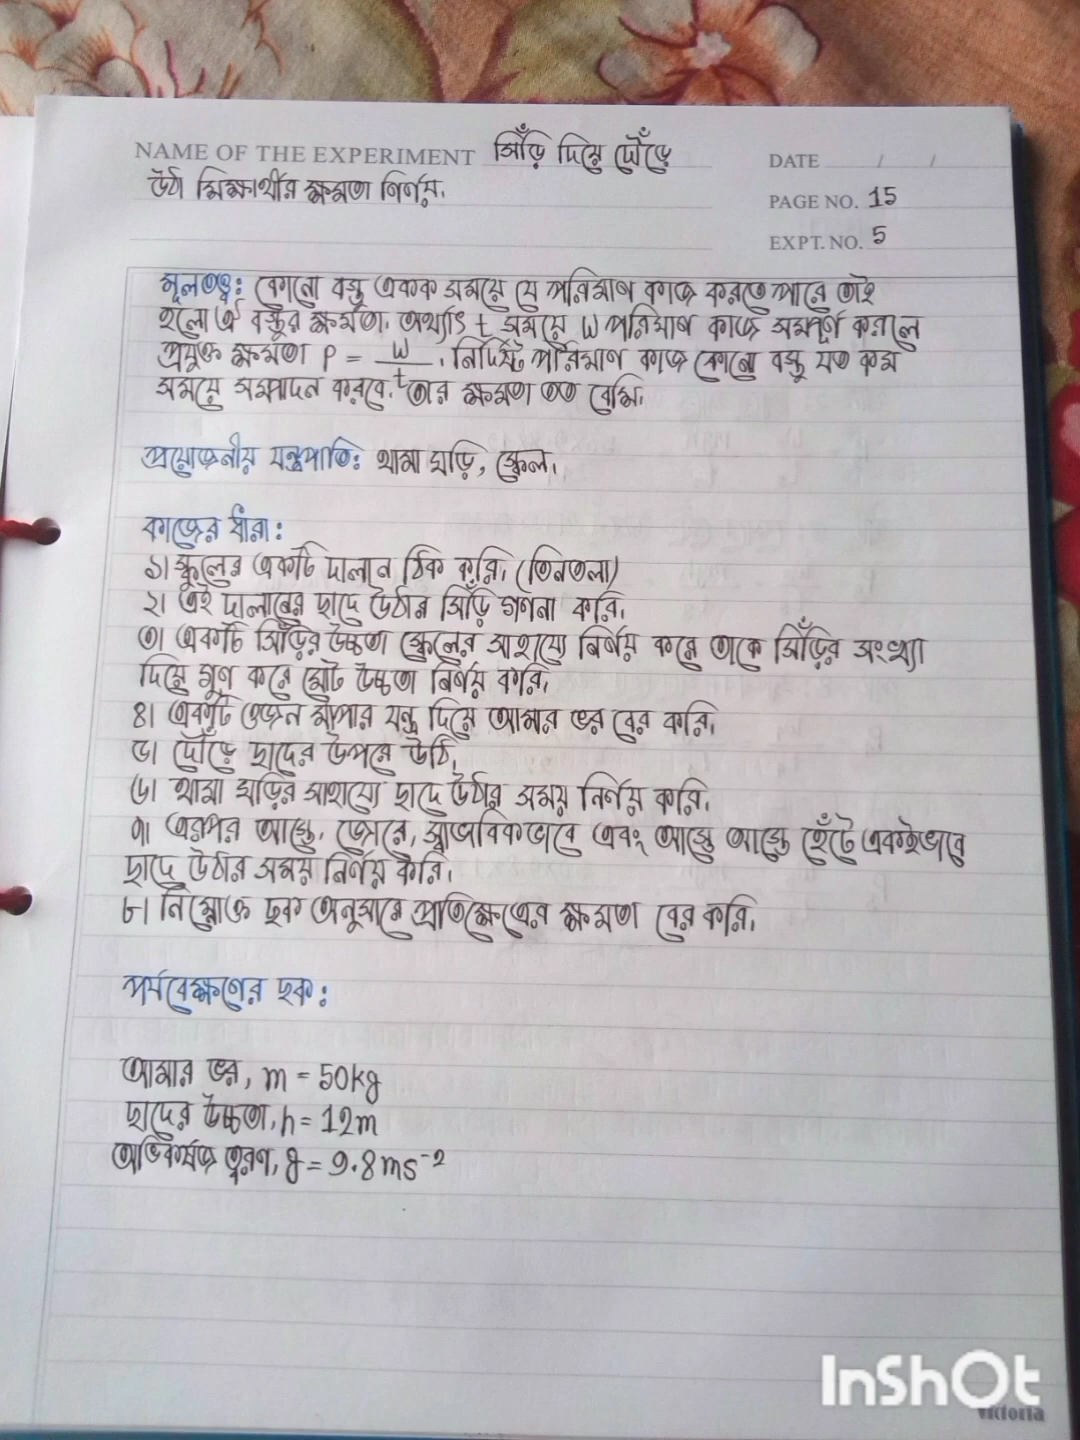 NAME OF THE EXPERIMENT সিঁড়ি দিয়ে দৌঁড়ে
উঠা শিক্ষার্থীর ক্ষমতা নির্ণয়।
DATE / /
PAGE NO. 15
EXPT. NO. 5
মূলতত্ত্ব: কোনো বস্তু একক সময়ে যে পরিমাণ কাজ করতে পারে তাই
হলো ঐ বস্তুর ক্ষমতা। অর্থ্যাৎ t সময়ে W পরিমাণ কাজ সম্পূর্ণ করলে
প্রযুক্ত ক্ষমতা P = W/t । নির্দিষ্ট পরিমাণ কাজ কোনো বস্তু যত কম
সময়ে সম্পাদন করবে, তার ক্ষমতা তত বেশি।
প্রয়োজনীয় যন্ত্রপাতি: থামা ঘড়ি, স্কেল।
কাজের ধারা:
১। স্কুলের একটি দালান ঠিক করি। (তিনতলা)
২। এই দালানের ছাদে উঠার সিঁড়ি গণনা করি।
৩। একটি সিঁড়ির উচ্চতা স্কেলের সাহায্যে নির্ণয় করে তাকে সিঁড়ির সংখ্যা
দিয়ে গুণ করে মোট উচ্চতা নির্ণয় করি।
৪। একটি ওজন মাপার যন্ত্র দিয়ে আমার ভর বের করি।
৫। দৌঁড়ে ছাদের উপরে উঠি।
৬। থামা ঘড়ির সাহায্যে ছাদে উঠার সময় নির্ণয় করি।
৭। এরপর আস্তে, জোরে, স্বাভাবিকভাবে এবং আস্তে আস্তে হেঁটে একইভাবে
ছাদে উঠার সময় নির্ণয় করি।
৮। নিম্নোক্ত ছক অনুসারে প্রতিক্ষেত্রের ক্ষমতা বের করি।
পর্যবেক্ষণের ছক:
আমার ভর, m = 50kg
ছাদের উচ্চতা, h = 12m
অভিকর্ষজ ত্বরণ, g = 9.8ms⁻²
InShOt
Victoria